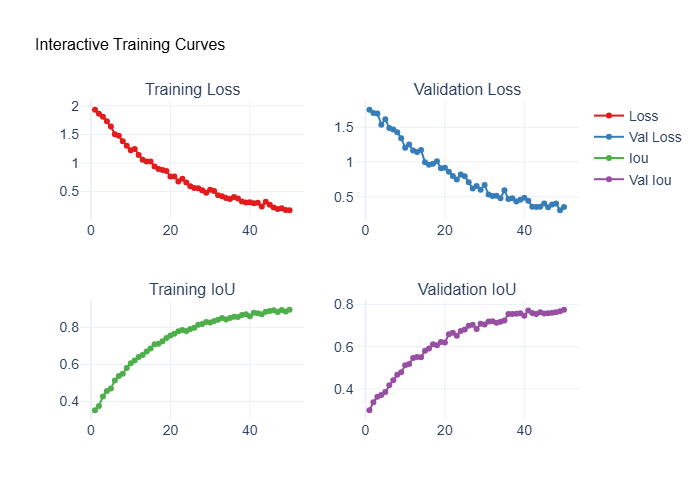 Interactive Training Curves
Training Loss
Validation Loss
2
1.5
1
0.5
0
20
40
1.5
1
0.5
0
20
40
Loss
Val Loss
Iou
Val Iou
Training IoU
Validation IoU
0.8
0.6
0.4
0
20
40
0.8
0.6
0.4
0
20
40